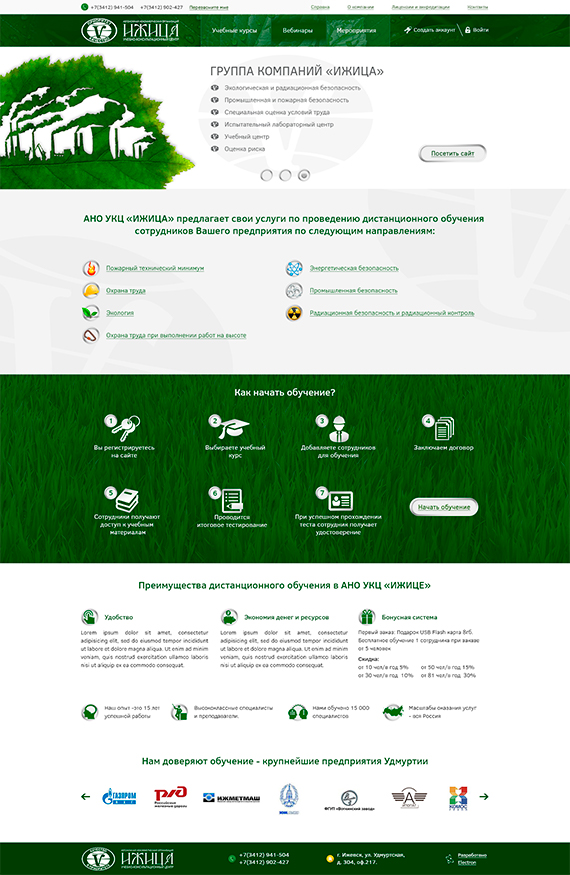 +7(3412) 941-504 +7(3412) 902-427 Перезвоните мне Справка О компании Лицензии и аккредитации Контакты
ИЖИЦА
УЧЕБНО-КОНСУЛЬТАЦИОННЫЙ ЦЕНТР
Учебные курсы Вебинары Мероприятия Создать аккаунт Войти
ГРУППА КОМПАНИЙ «ИЖИЦА»
Экологическая и радиационная безопасность
Промышленная и пожарная безопасность
Специальная оценка условий труда
Испытательный лабораторный центр
Учебный центр
Оценка риска
Посетить сайт
АНО УКЦ «ИЖИЦА» предлагает свои услуги по проведению дистанционного обучения
сотрудников Вашего предприятия по следующим направлениям:
Пожарный технический минимум
Охрана труда
Экология
Охрана труда при выполнении работ на высоте
Энергетическая безопасность
Промышленная безопасность
Радиационная безопасность и радиационный контроль
Как начать обучение?
1 2 3 4
Вы регистрируетесь
на сайте
Выбираете учебный
курс
Добавляете сотрудников
для обучения
Заключаем договор
5 6 7
Сотрудники получают
доступ к учебным
материалам
Проводится
итоговое тестирование
При успешном прохождении
теста сотрудник получает
удостоверение
Начать обучение
Преимущества дистанционного обучения в АНО УКЦ «ИЖИЦЕ»
Удобство
Lorem ipsum dolor sit amet, consectetur
adipiscing elit, sed do eiusmod tempor incididunt
ut labore et dolore magna aliqua. Ut enim ad minim
veniam, quis nostrud exercitation ullamco laboris
nisi ut aliquip ex ea commodo consequat.
Экономия денег и ресурсов
Lorem ipsum dolor sit amet, consectetur
adipiscing elit, sed do eiusmod tempor incididunt
ut labore et dolore magna aliqua. Ut enim ad minim
veniam, quis nostrud exercitation ullamco laboris
nisi ut aliquip ex ea commodo consequat.
Бонусная система
Первый заказ: Подарок USB Flash карта 8гб.
Бесплатное обучение 1 сотрудника при заказе
от 5 человек
Скидка:
от 10 чел/в год 5% от 50 чел/в год 15%
от 30 чел/в год 10% от 81 чел/в год 30%
Наш опыт -это 15 лет
успешной работы
Высококлассные специалисты
и преподаватели.
Нами обучено 15 000
специалистов
Масштабы оказания услуг
- вся Россия
Нам доверяют обучение - крупнейшие предприятия Удмуртии
ГАЗПРОМ
РЖД
Российские железные дороги
ИЖМЕТМАШ
ФГУП «Воткинский завод»
КОМОС
ГРУПП
ИЖИЦА
УЧЕБНО-КОНСУЛЬТАЦИОННЫЙ ЦЕНТР
+7(3412) 941-504
+7(3412) 902-427
г. Ижевск, ул. Удмуртская,
д. 304, оф.217.
Разработано
Electron